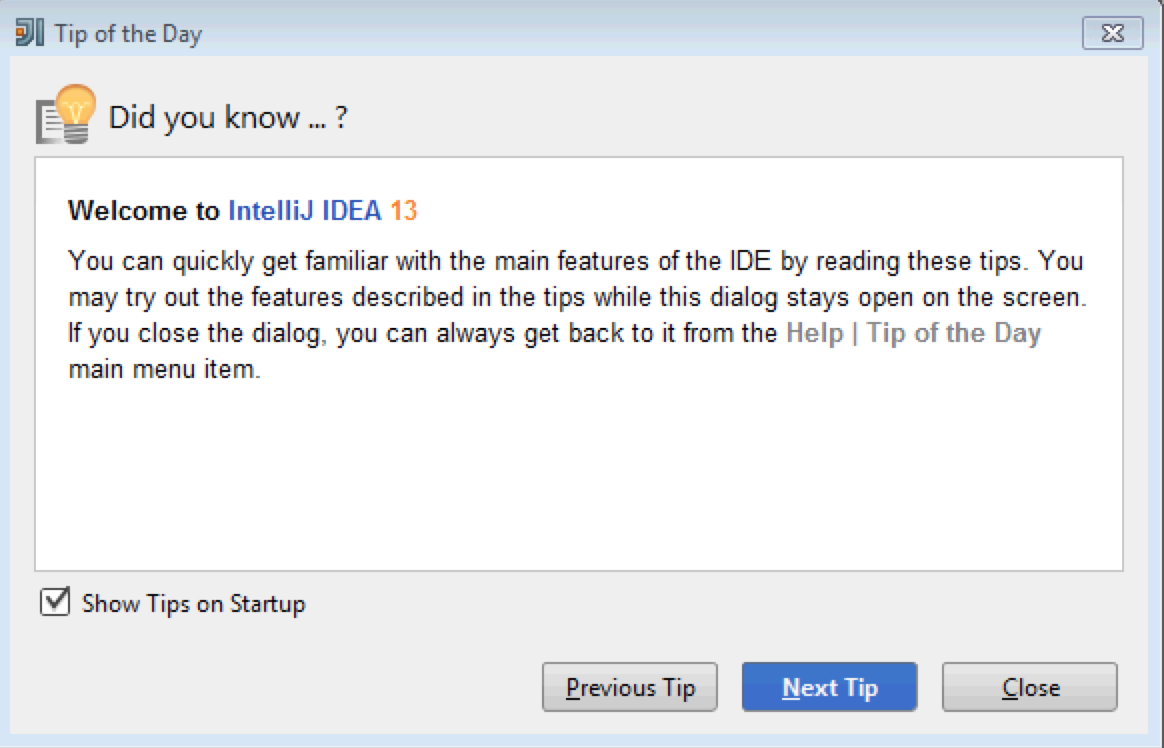 Tip of the Day
Did you know ... ?
Welcome to IntelliJ IDEA 13
You can quickly get familiar with the main features of the IDE by reading these tips. You
may try out the features described in the tips while this dialog stays open on the screen.
If you close the dialog, you can always get back to it from the Help | Tip of the Day
main menu item.
Show Tips on Startup
Previous Tip
Next Tip
Close